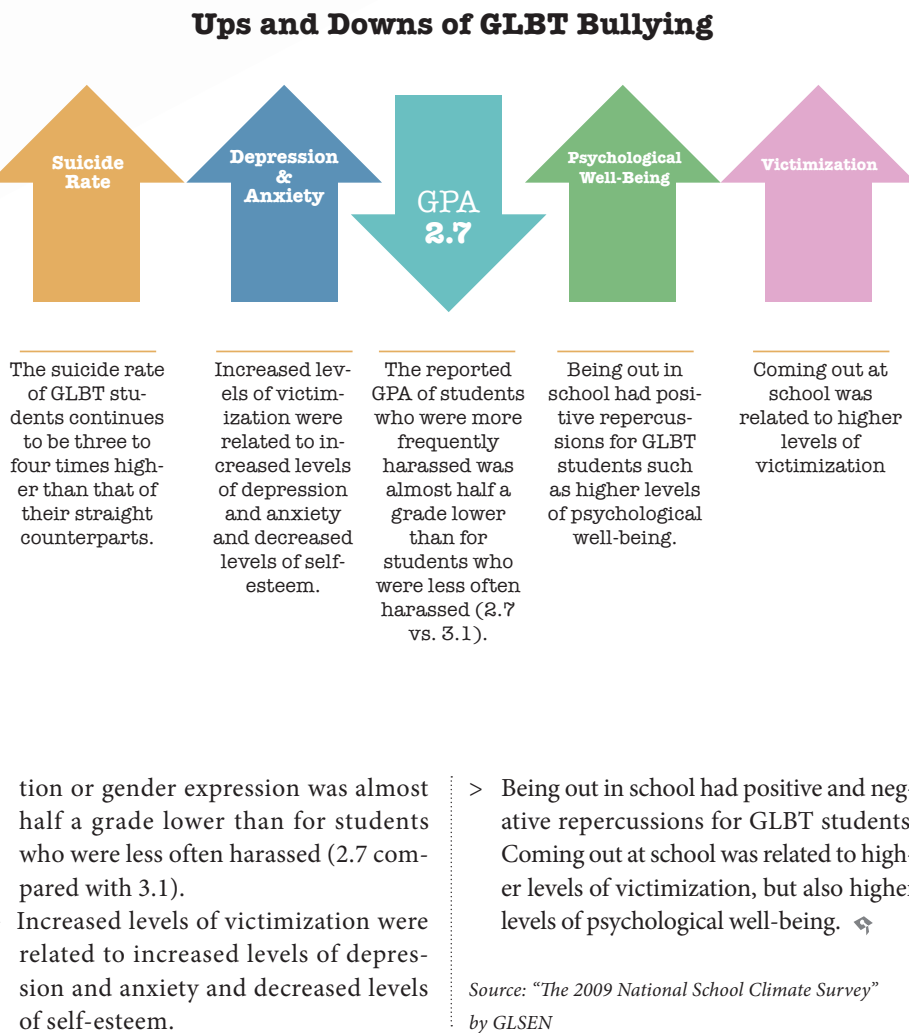 Ups and Downs of GLBT Bullying
Suicide
Rate
Depression
&
Anxiety
GPA
2.7
Psychological
Well-Being
Victimization
The suicide rate
of GLBT stu-
dents continues
to be three to
four times high-
er than that of
their straight
counterparts.
Increased lev-
els of victim-
ization were
related to in-
creased levels
of depression
and anxiety
and decreased
levels of self-
esteem.
The reported
GPA of students
who were more
frequently
harassed was
almost half a
grade lower
than for
students who
were less often
harassed (2.7
vs. 3.1).
Being out in
school had posi-
tive repercus-
sions for GLBT
students such
as higher levels
of psychological
well-being.
Coming out at
school was
related to higher
levels of
victimization
tion or gender expression was almost
half a grade lower than for students
who were less often harassed (2.7 com-
pared with 3.1).
Increased levels of victimization were
related to increased levels of depres-
sion and anxiety and decreased levels
of self-esteem.
> Being out in school had positive and neg-
ative repercussions for GLBT students
Coming out at school was related to high-
er levels of victimization, but also higher
levels of psychological well-being.
Source: “The 2009 National School Climate Survey”
by GLSEN